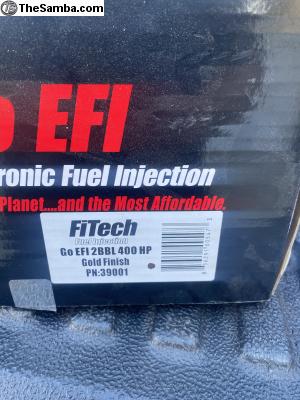 TheSamba.com
o EFI
ronic Fuel Injection
Planet....and the Most Affordable.
FiTech
Fuel Injection
Go EFI 2BBL 400 HP
Gold Finish
PN:39001